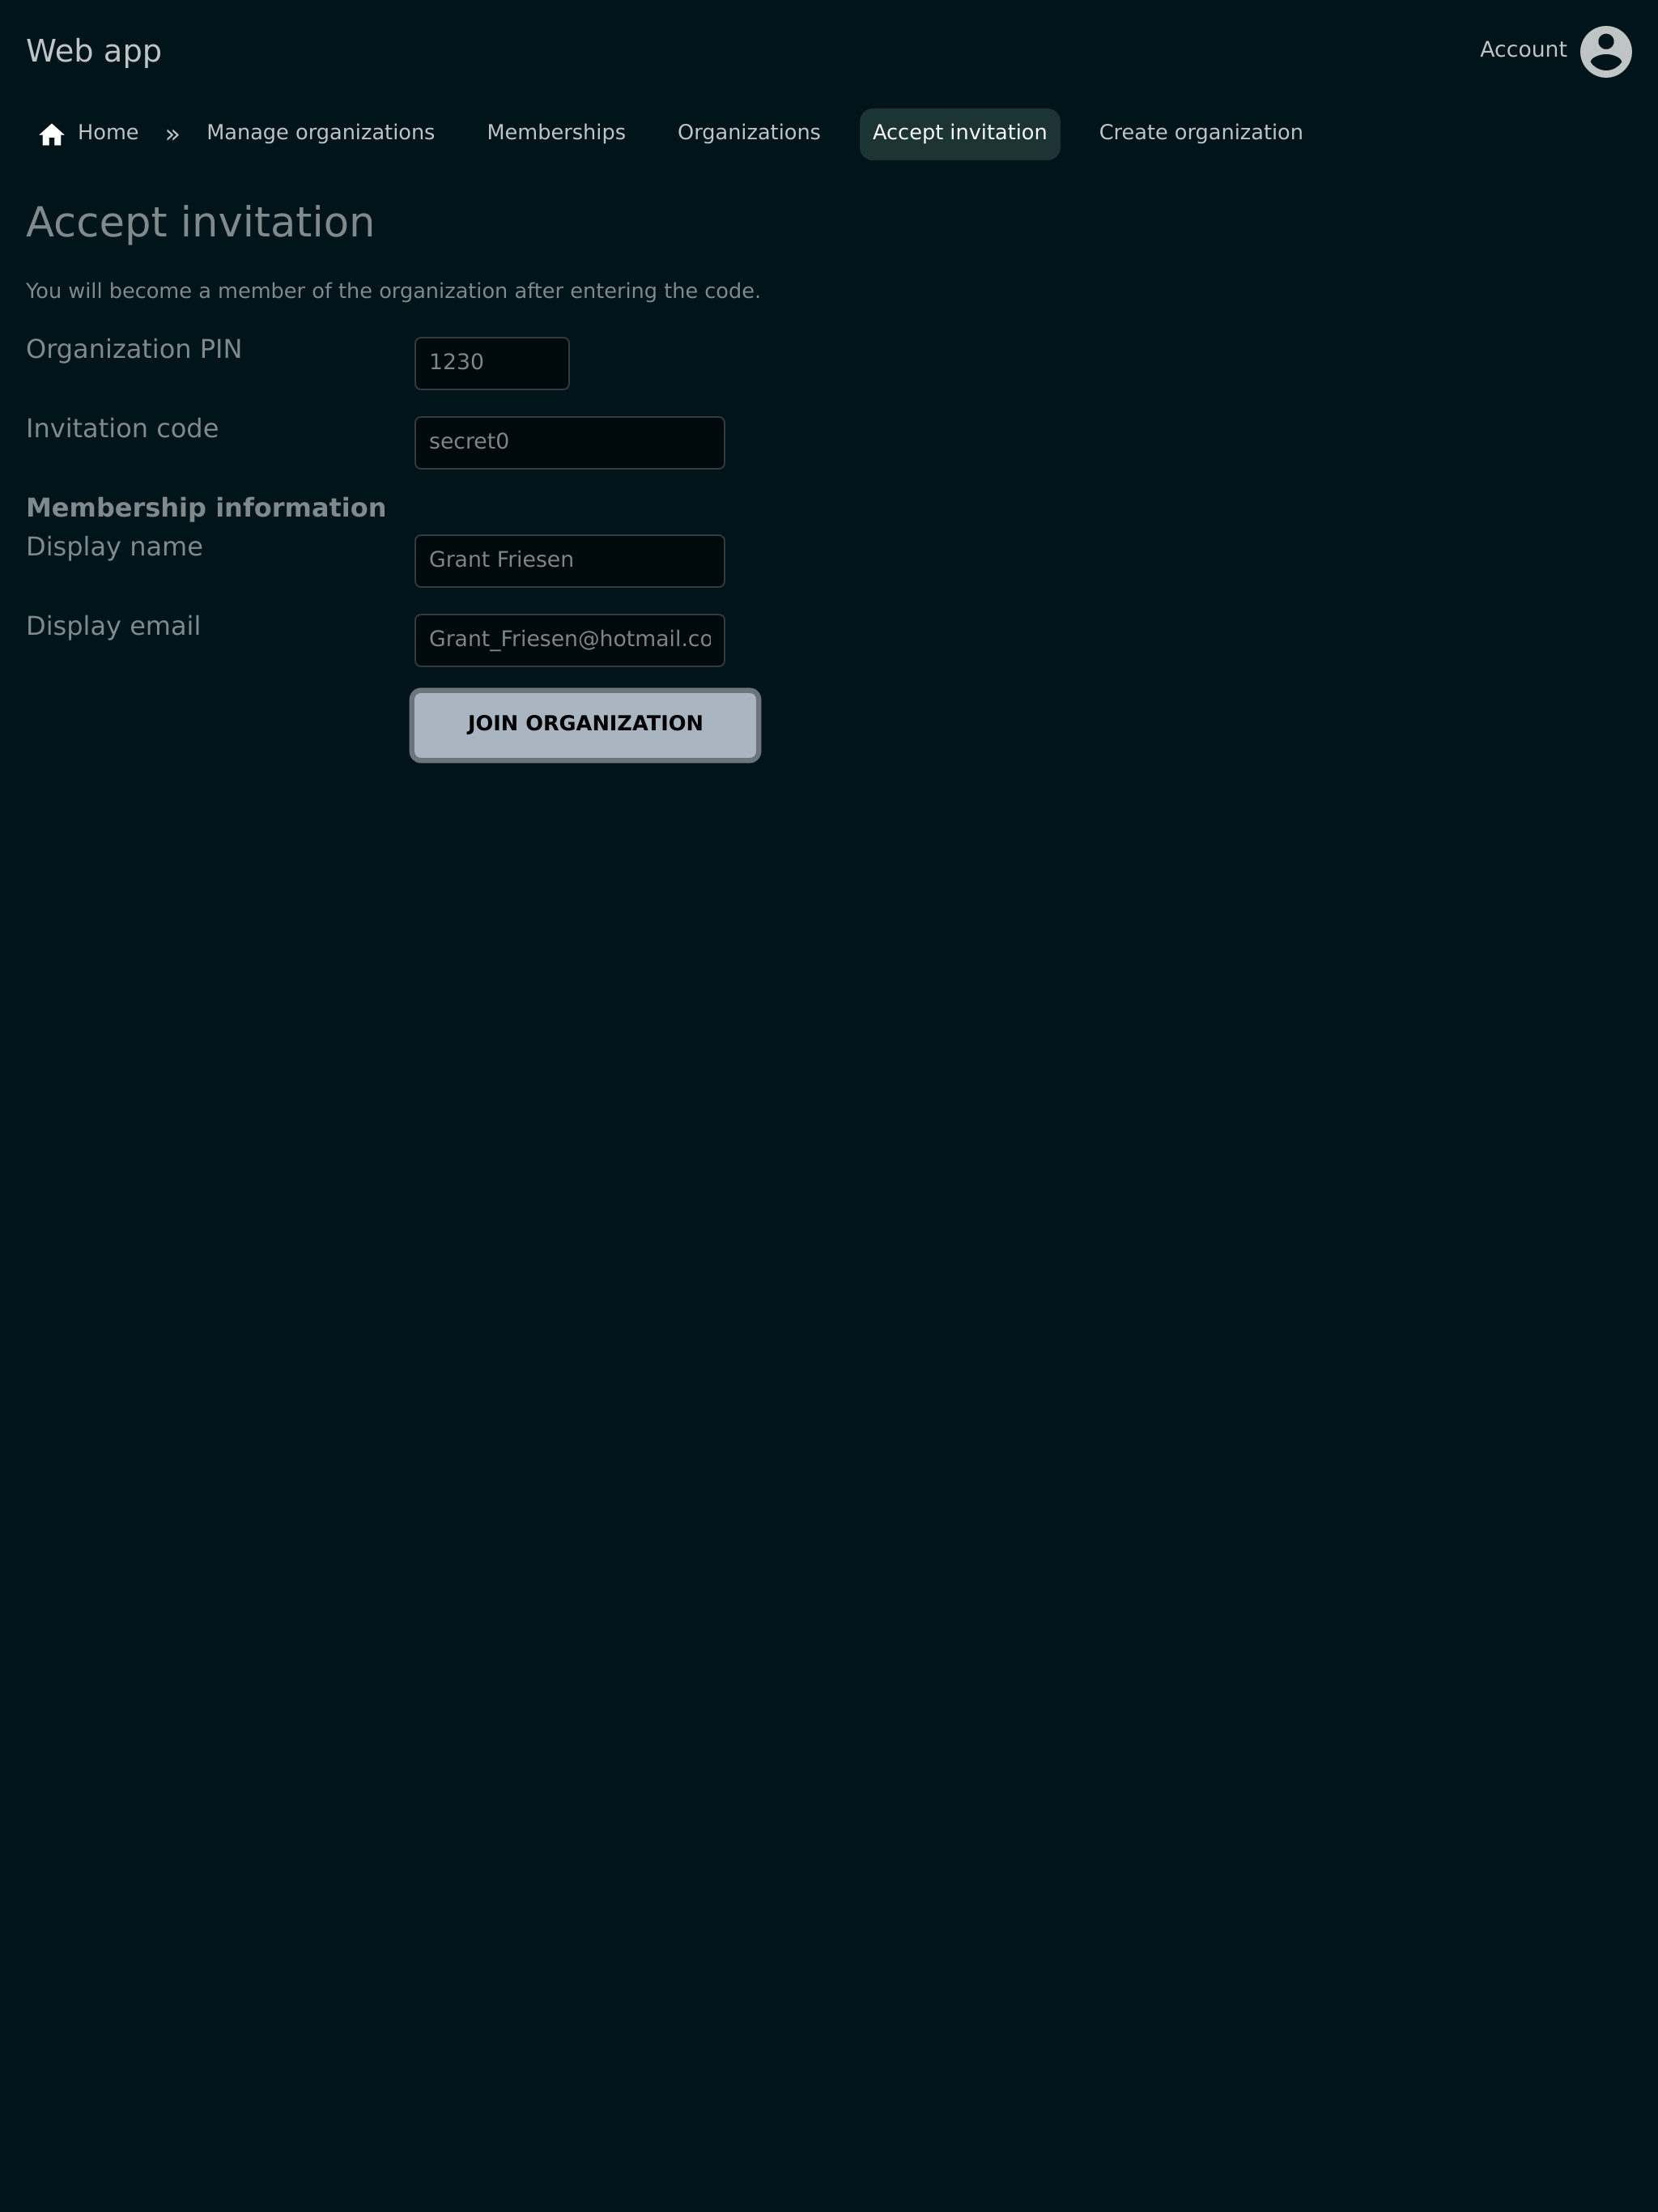 Web app
Account
Home » Manage organizations Memberships Organizations Accept invitation Create organization
Accept invitation
You will become a member of the organization after entering the code.
Organization PIN
1230
Invitation code
secret0
Membership information
Display name
Grant Friesen
Display email
Grant_Friesen@hotmail.co
JOIN ORGANIZATION